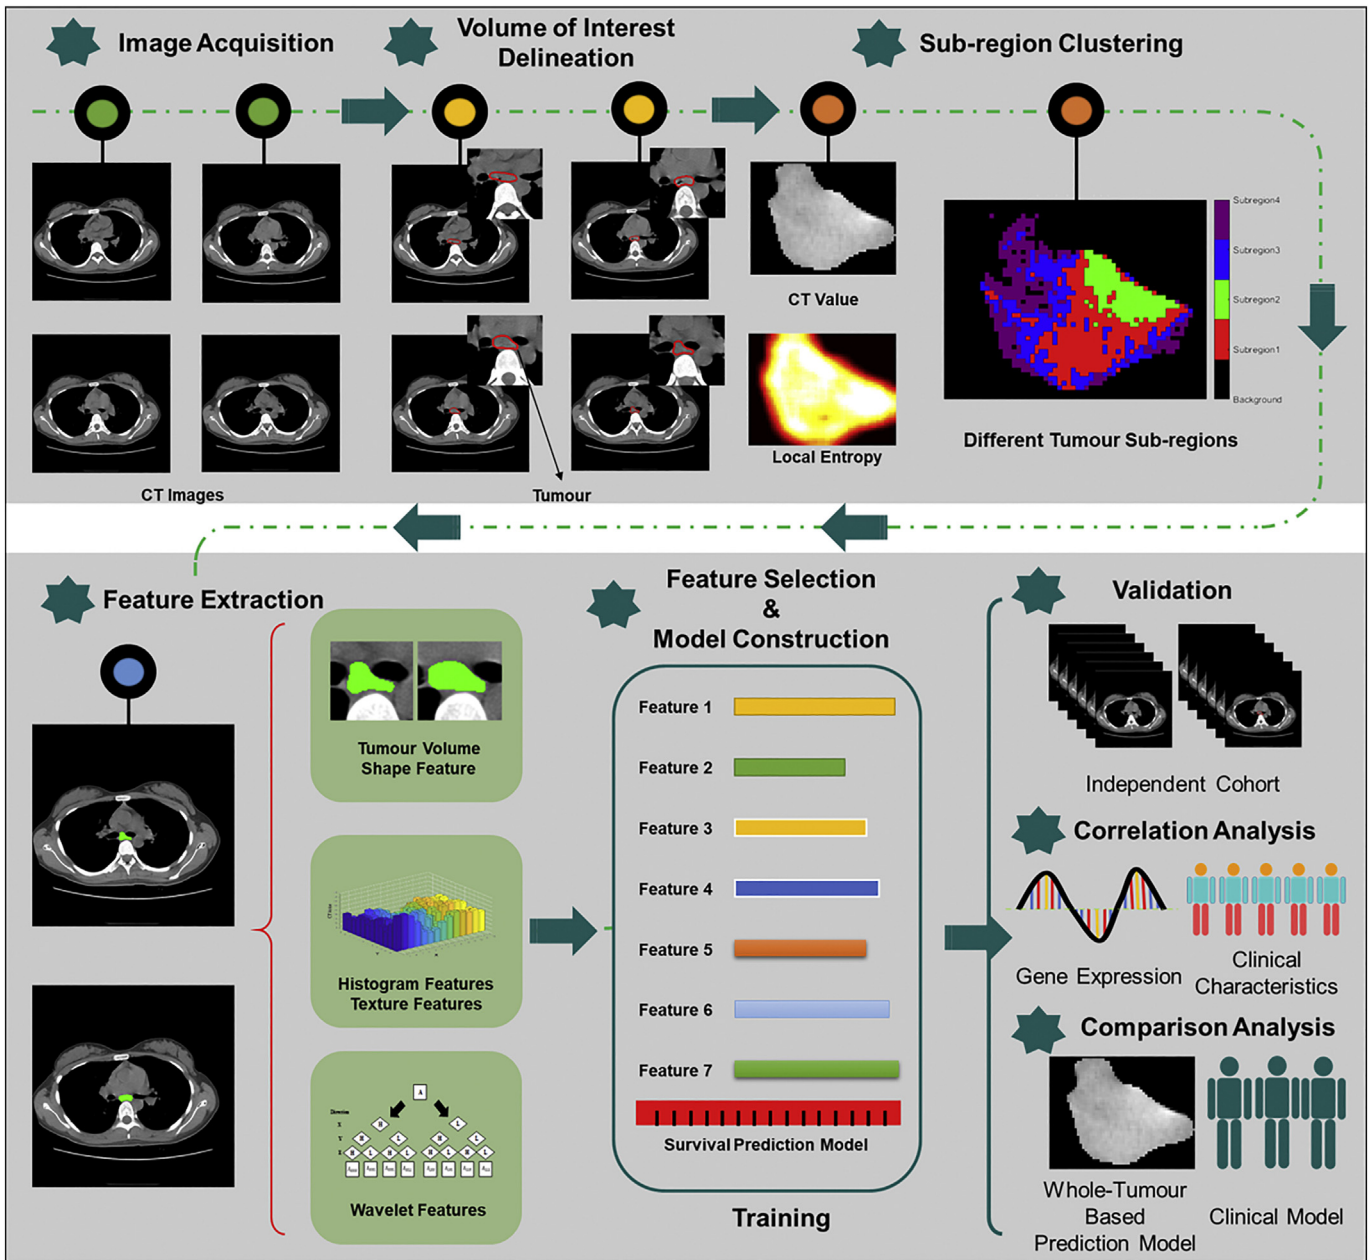 Image Acquisition
Volume of Interest
Delineation
Sub-region Clustering
CT Value
Local Entropy
Subregion4
Subregion3
Subregion2
Subregion1
Background
Different Tumour Sub-regions
CT Images
Tumour
Feature Extraction
Tumour Volume
Shape Feature
Histogram Features
Texture Features
Direction
A
X
H
L
Y
H
L
H
L
H
L
H
L
H
L
H
L
Wavelet Features
Feature Selection
&
Model Construction
Feature 1
Feature 2
Feature 3
Feature 4
Feature 5
Feature 6
Feature 7
Survival Prediction Model
Training
Validation
Independent Cohort
Correlation Analysis
Gene Expression
Clinical
Characteristics
Comparison Analysis
Whole-Tumour
Based
Prediction Model
Clinical Model